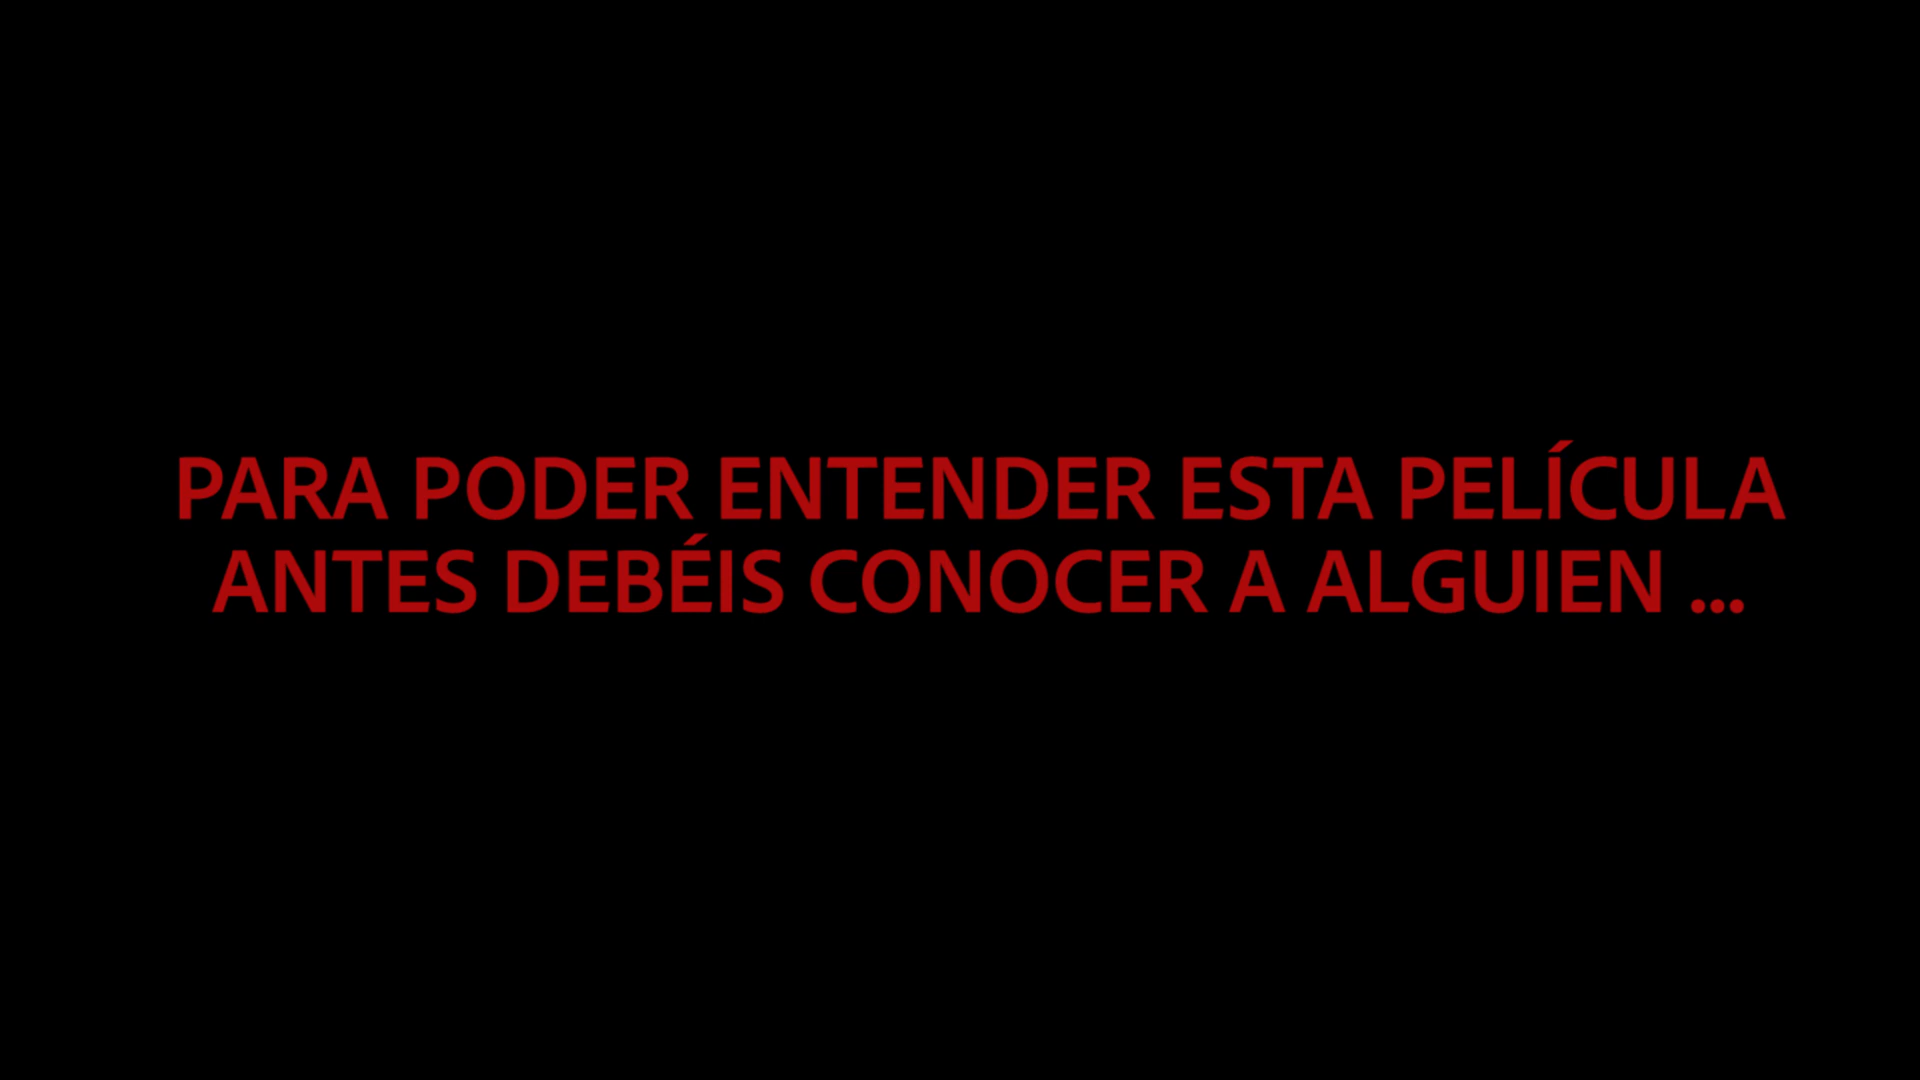 PARA PODER ENTENDER ESTA PELÍCULA
ANTES DEBÉIS CONOCER A ALGUIEN ...